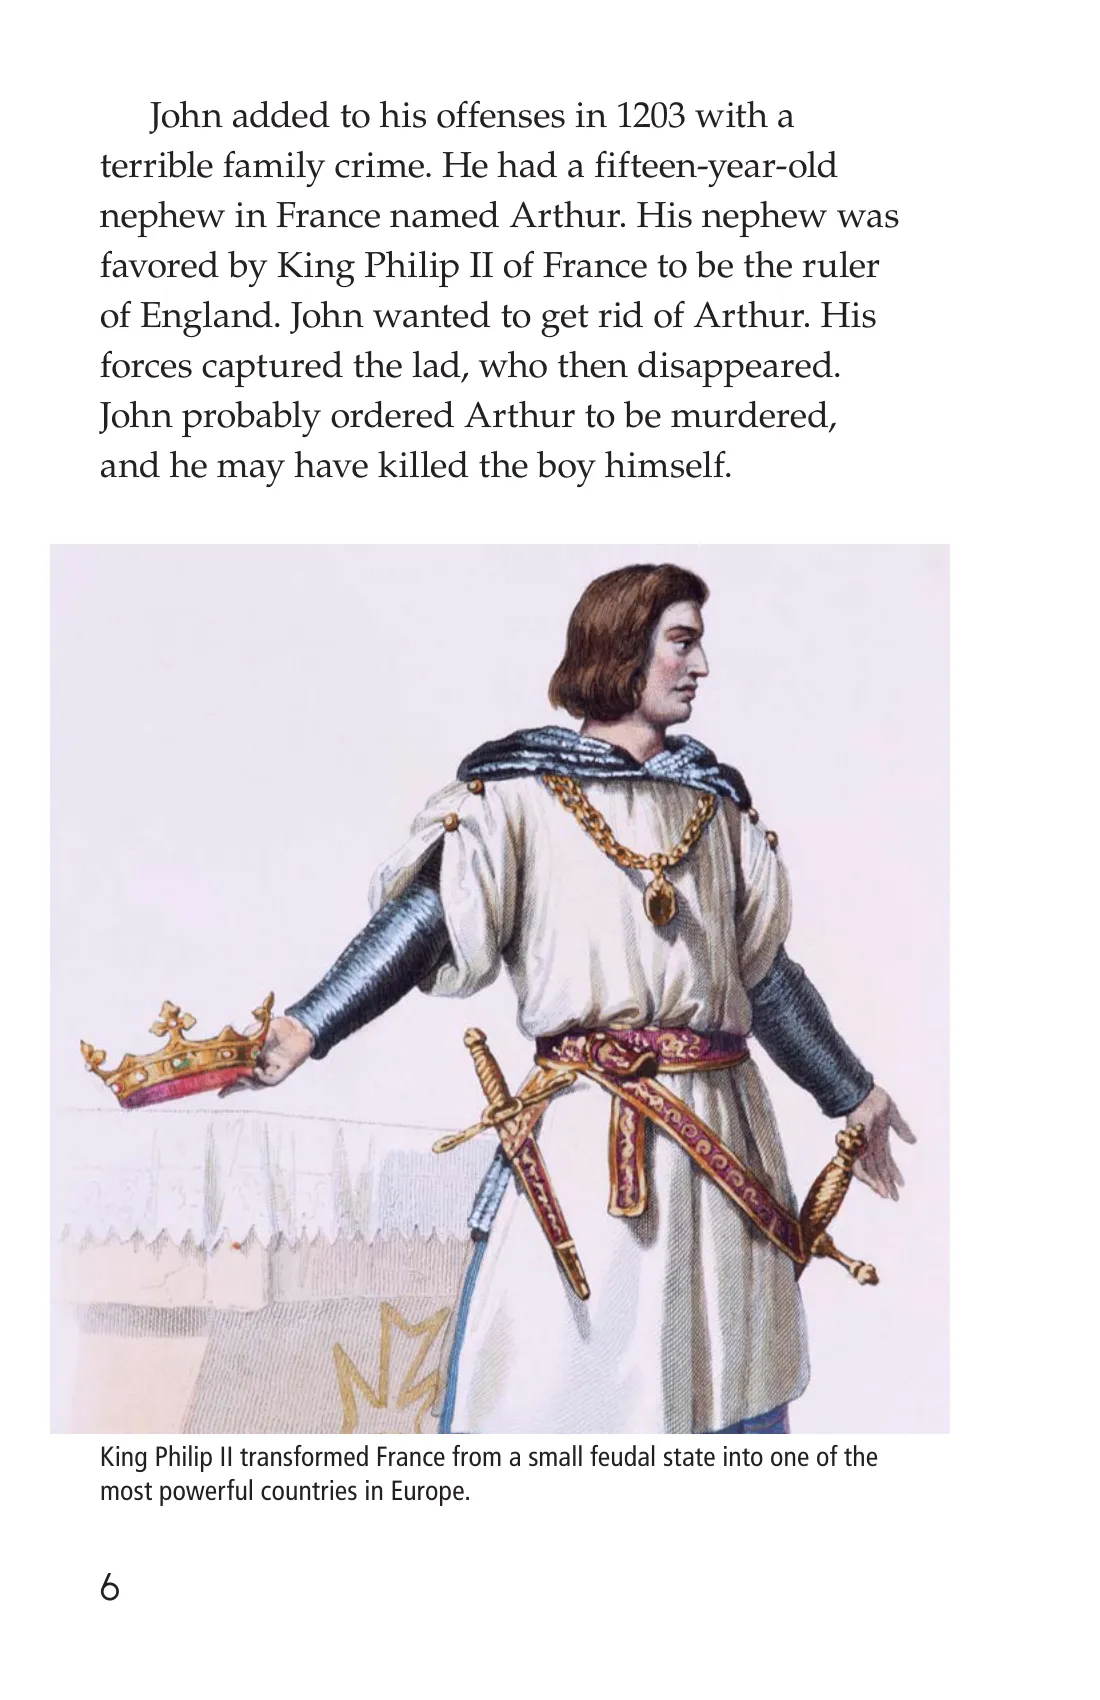 John added to his offenses in 1203 with a
terrible family crime. He had a fifteen-year-old
nephew in France named Arthur. His nephew was
favored by King Philip II of France to be the ruler
of England. John wanted to get rid of Arthur. His
forces captured the lad, who then disappeared.
John probably ordered Arthur to be murdered,
and he may have killed the boy himself.
King Philip II transformed France from a small feudal state into one of the
most powerful countries in Europe.
6